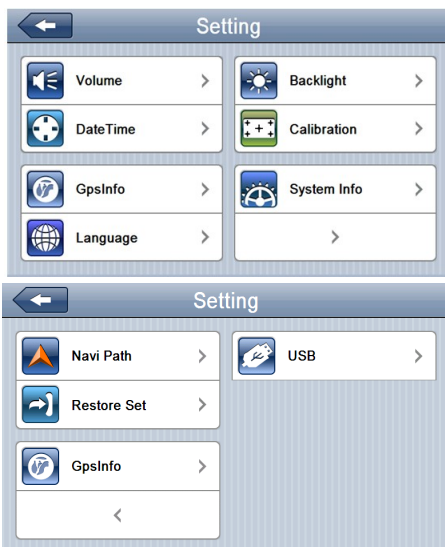 Setting
Volume
Backlight
DateTime
Calibration
GpsInfo
System Info
Language
Setting
Navi Path
USB
Restore Set
GpsInfo